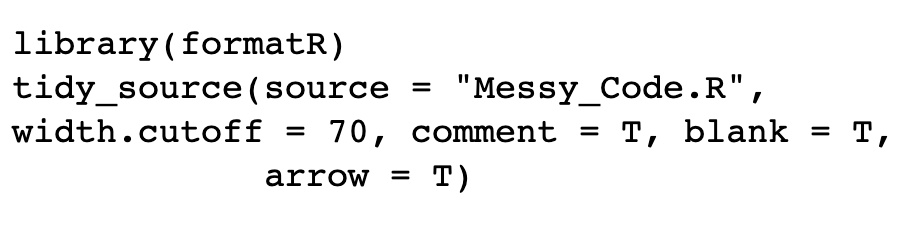 library(formatR)
tidy_source(source = "Messy_Code.R",
width.cutoff = 70, comment = T, blank = T,
            arrow = T)